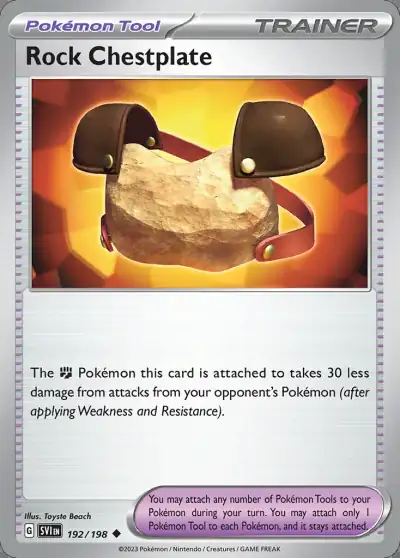 Pokémon Tool TRAINER
Rock Chestplate
The Pokémon this card is attached to takes 30 less
damage from attacks from your opponent's Pokémon (after
applying Weakness and Resistance).
Illus. Toyste Beach
G SVI EN 192/198
You may attach any number of Pokémon Tools to your
Pokémon during your turn. You may attach only 1
Pokémon Tool to each Pokémon, and it stays attached.
©2023 Pokémon / Nintendo / Creatures / GAME FREAK